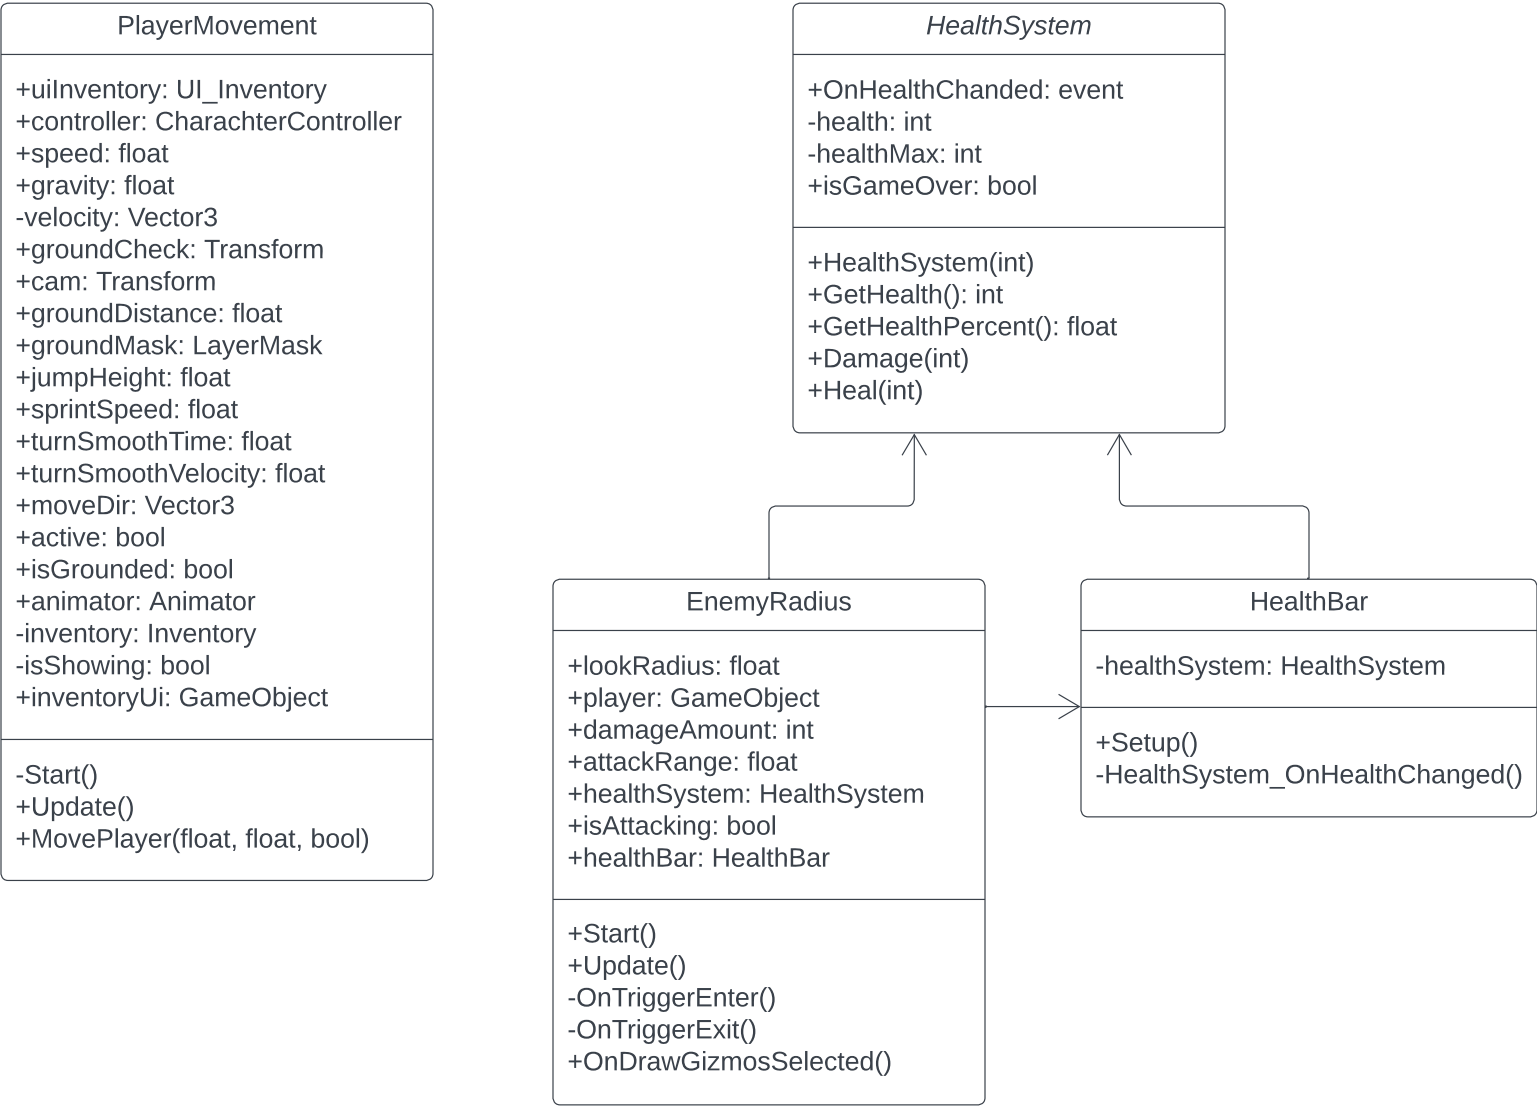 PlayerMovement
+uiInventory: UI_Inventory
+controller: CharachterController
+speed: float
+gravity: float
-velocity: Vector3
+groundCheck: Transform
+cam: Transform
+groundDistance: float
+groundMask: LayerMask
+jumpHeight: float
+sprintSpeed: float
+turnSmoothTime: float
+turnSmoothVelocity: float
+moveDir: Vector3
+active: bool
+isGrounded: bool
+animator: Animator
-inventory: Inventory
-isShowing: bool
+inventoryUi: GameObject
-Start()
+Update()
+MovePlayer(float, float, bool)
HealthSystem
+OnHealthChanded: event
-health: int
-healthMax: int
+isGameOver: bool
+HealthSystem(int)
+GetHealth(): int
+GetHealthPercent(): float
+Damage(int)
+Heal(int)
EnemyRadius
+lookRadius: float
+player: GameObject
+damageAmount: int
+attackRange: float
+healthSystem: HealthSystem
+isAttacking: bool
+healthBar: HealthBar
+Start()
+Update()
-OnTriggerEnter()
-OnTriggerExit()
+OnDrawGizmosSelected()
HealthBar
-healthSystem: HealthSystem
+Setup()
-HealthSystem_OnHealthChanged()